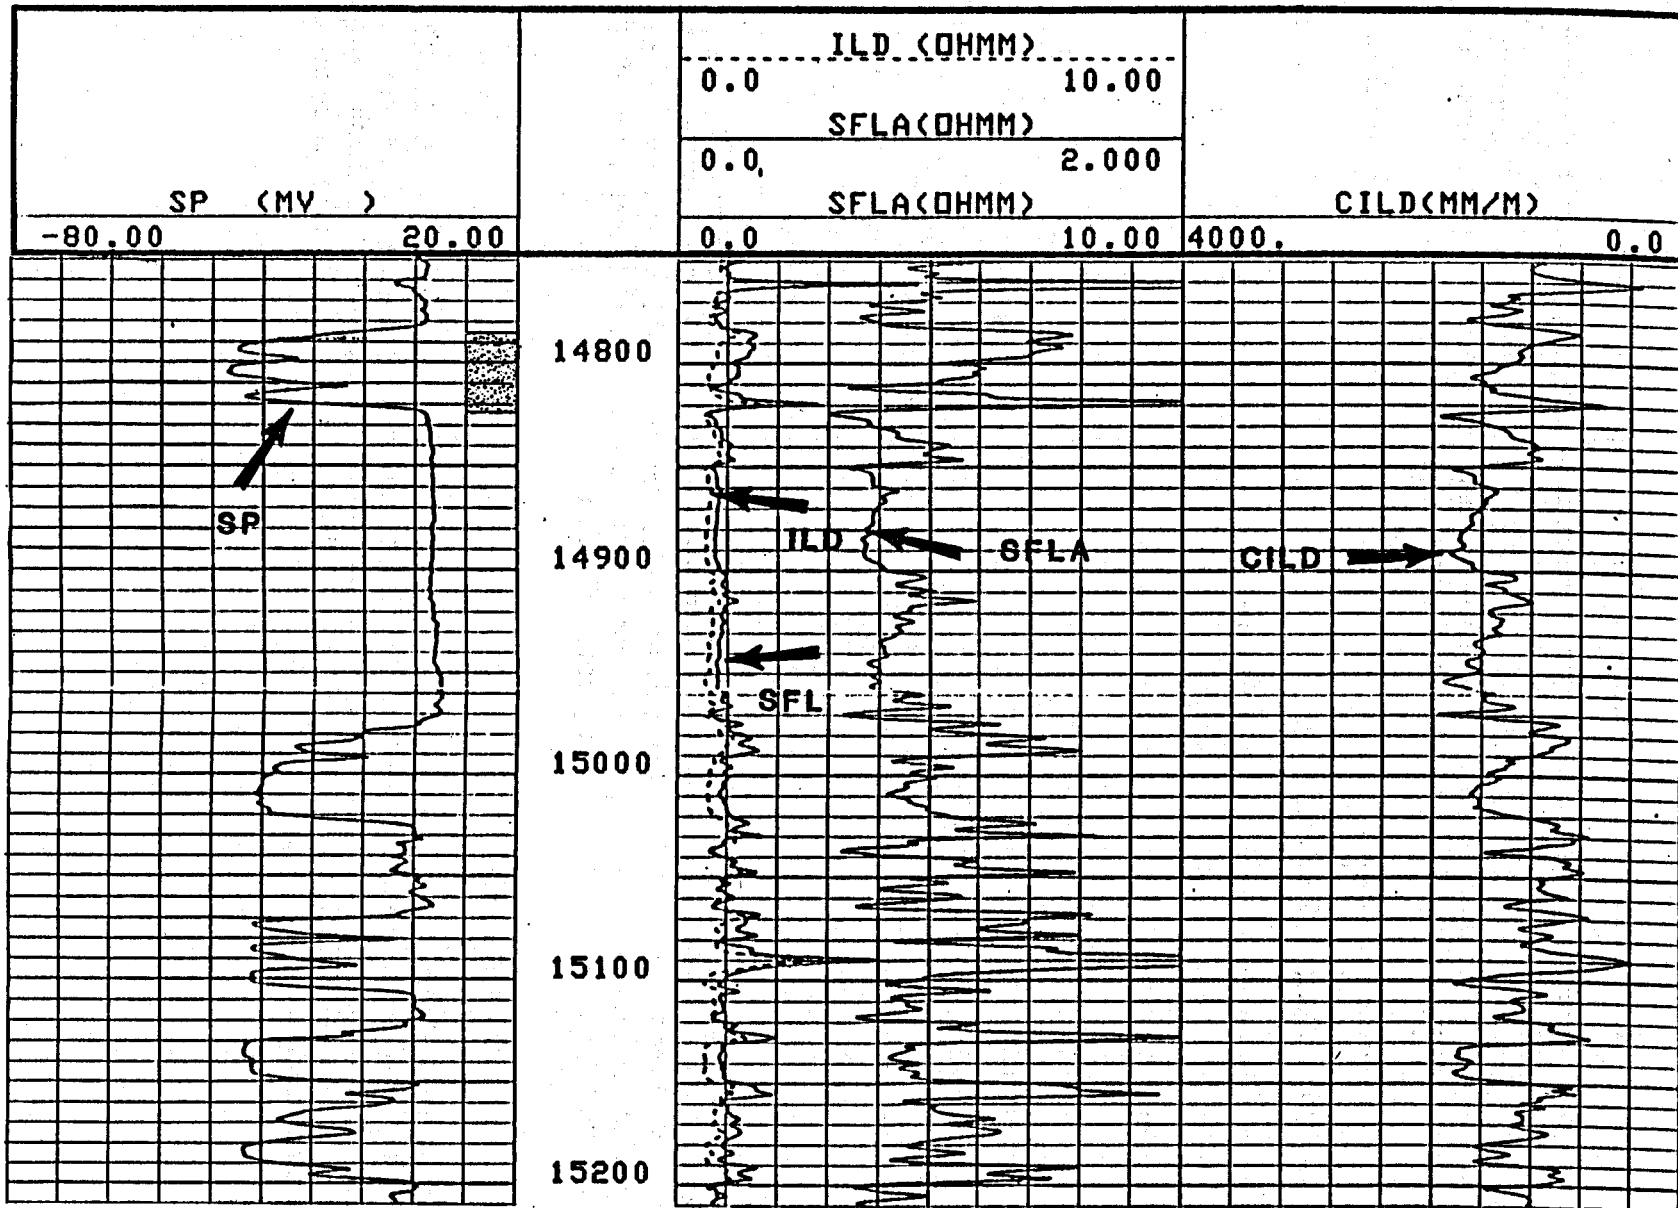 ILD (OHMM)
0.0 10.00
SFLA(OHMM)
0.0 2.000
SP (MV ) SFLA(OHMM) CILD(MM/M)
-80.00 20.00 0.0 10.00 4000. 0.0
14800
SP
ILD SFLA CILD
14900
SFL
15000
15100
15200